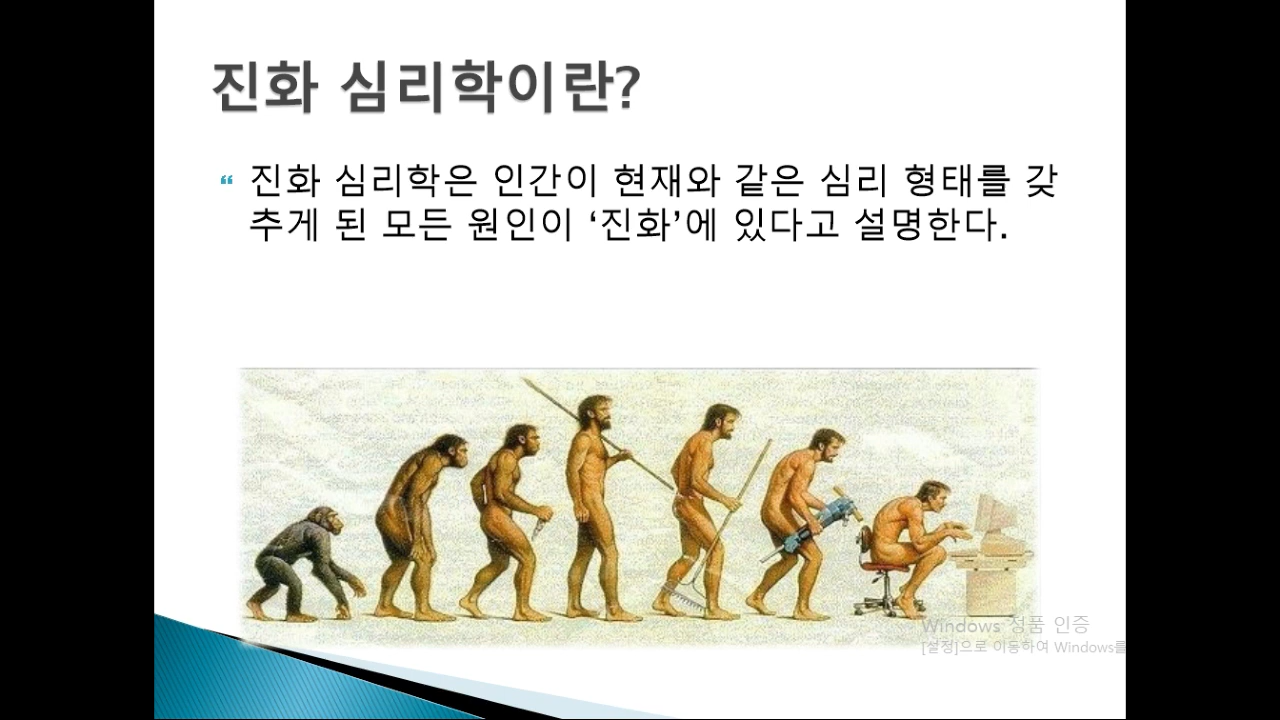 진화 심리학이란?
“ 진화 심리학은 인간이 현재와 같은 심리 형태를 갖
추게 된 모든 원인이 ‘진화’에 있다고 설명한다.
Windows 정품 인증
[설정]으로 이동하여 Windows를